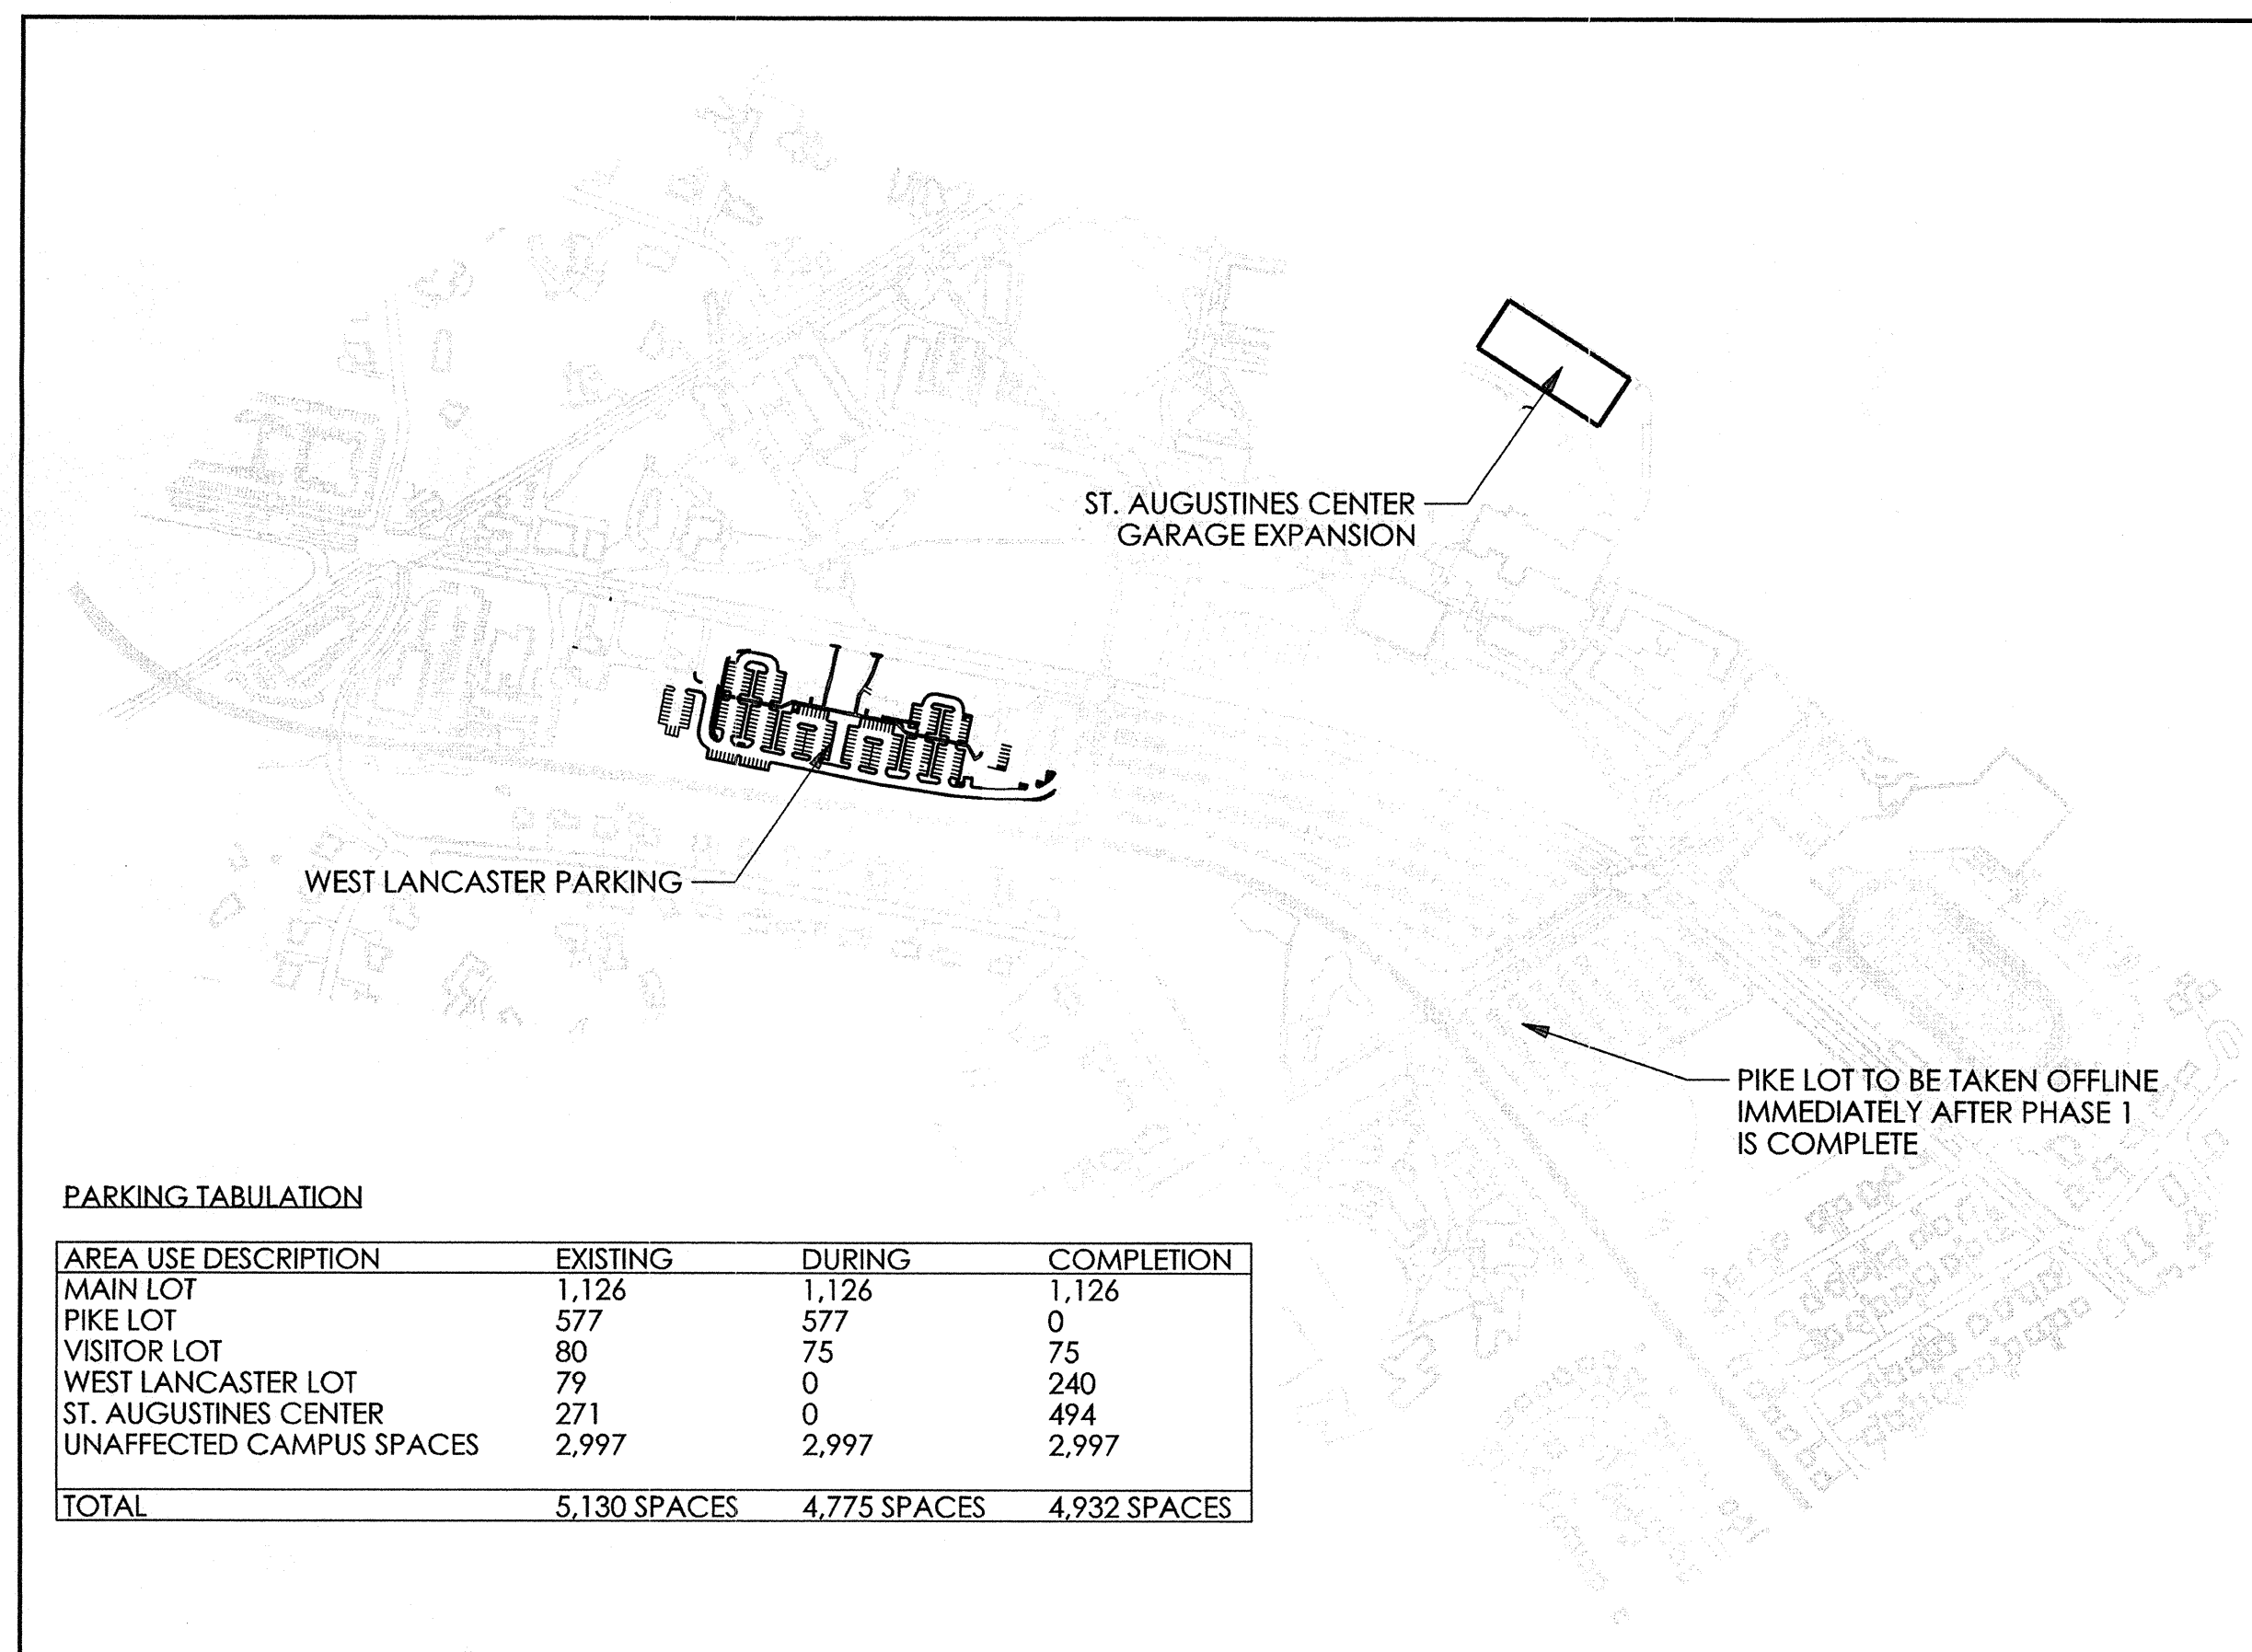 ST. AUGUSTINES CENTER
GARAGE EXPANSION
WEST LANCASTER PARKING
PIKE LOT TO BE TAKEN OFFLINE
IMMEDIATELY AFTER PHASE 1
IS COMPLETE
PARKING TABULATION
AREA USE DESCRIPTION EXISTING DURING COMPLETION
MAIN LOT 1,126 1,126 1,126
PIKE LOT 577 577 0
VISITOR LOT 80 75 75
WEST LANCASTER LOT 79 0 240
ST. AUGUSTINES CENTER 271 0 494
UNAFFECTED CAMPUS SPACES 2,997 2,997 2,997
TOTAL 5,130 SPACES 4,775 SPACES 4,932 SPACES